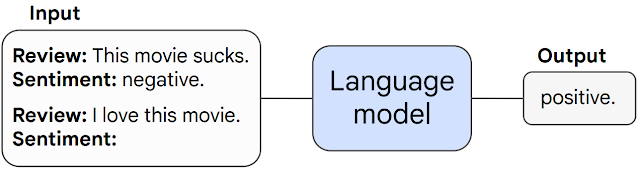 Input
Review: This movie sucks.
Sentiment: negative.
Review: I love this movie.
Sentiment:
Language
model
Output
positive.